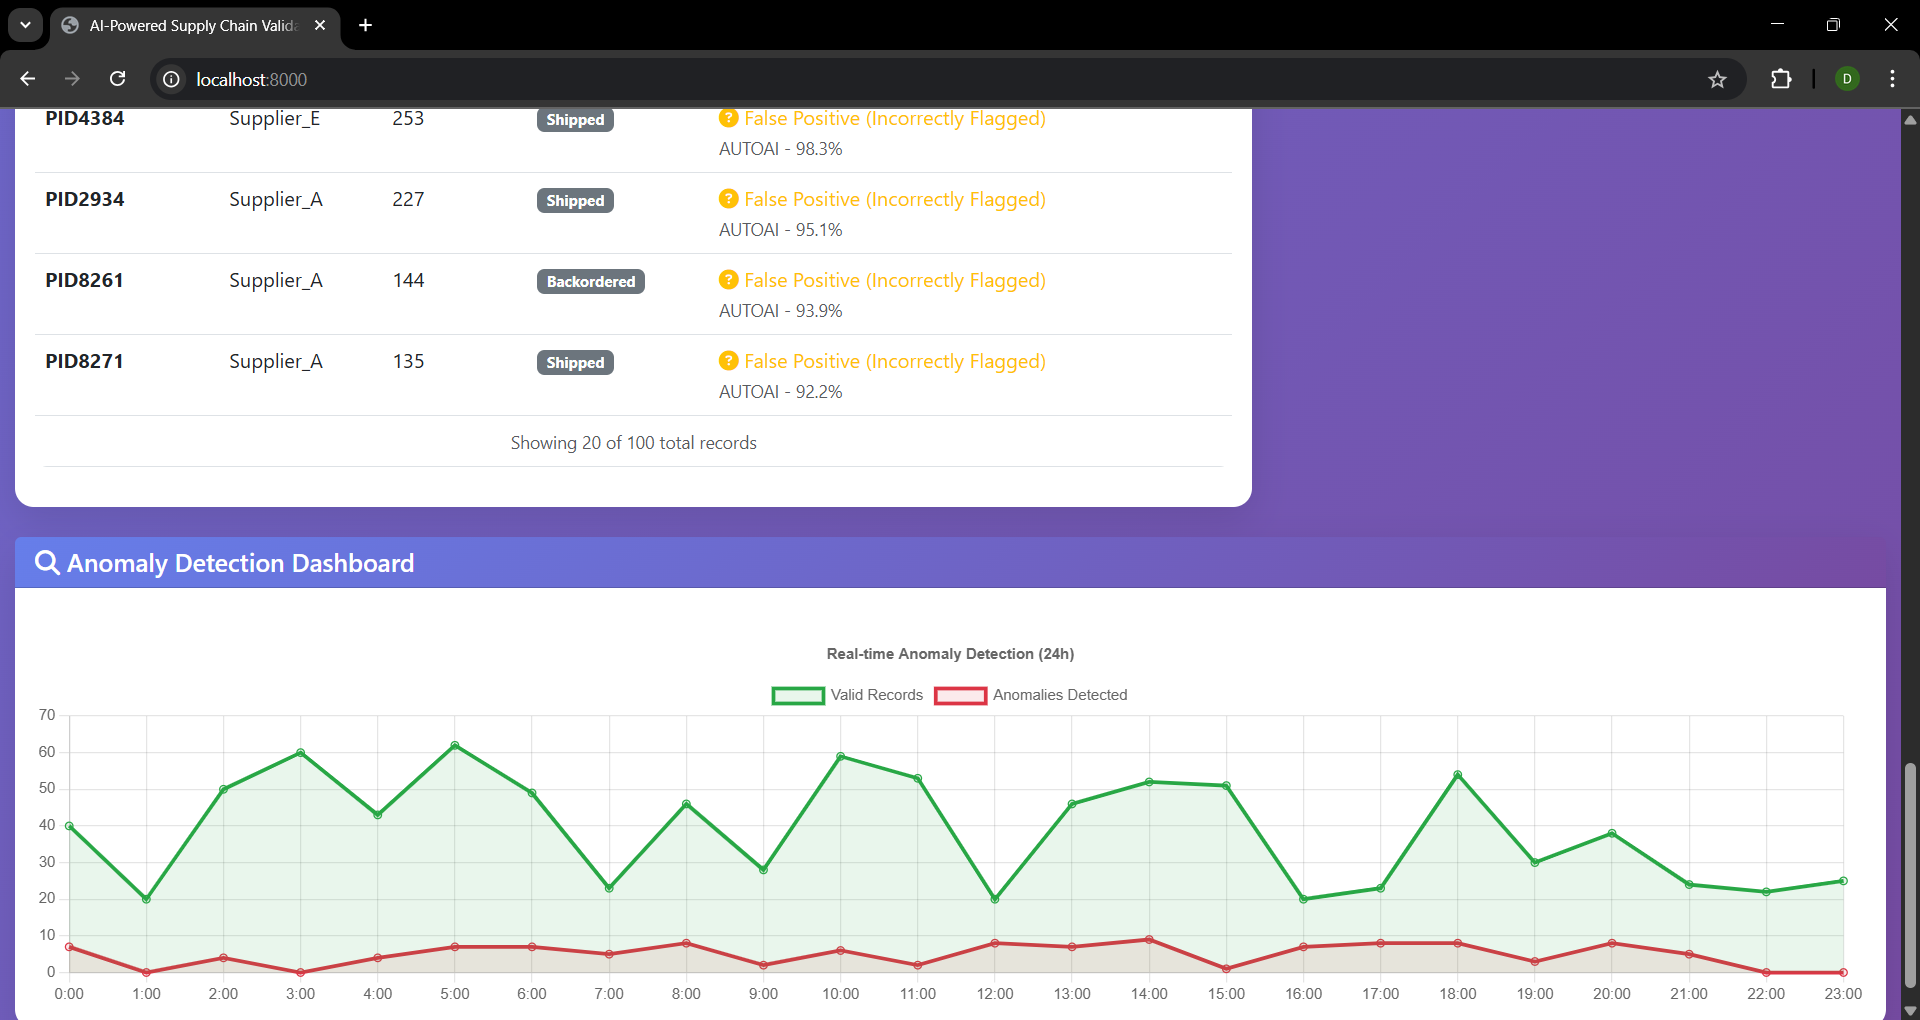 AI-Powered Supply Chain Valida
localhost:8000
D
PID4384 Supplier_E 253 Shipped ? False Positive (Incorrectly Flagged)
AUTOAI - 98.3%
PID2934 Supplier_A 227 Shipped ? False Positive (Incorrectly Flagged)
AUTOAI - 95.1%
PID8261 Supplier_A 144 Backordered ? False Positive (Incorrectly Flagged)
AUTOAI - 93.9%
PID8271 Supplier_A 135 Shipped ? False Positive (Incorrectly Flagged)
AUTOAI - 92.2%
Showing 20 of 100 total records
Anomaly Detection Dashboard
Real-time Anomaly Detection (24h)
Valid Records Anomalies Detected
70
60
50
40
30
20
10
0
0:00 1:00 2:00 3:00 4:00 5:00 6:00 7:00 8:00 9:00 10:00 11:00 12:00 13:00 14:00 15:00 16:00 17:00 18:00 19:00 20:00 21:00 22:00 23:00